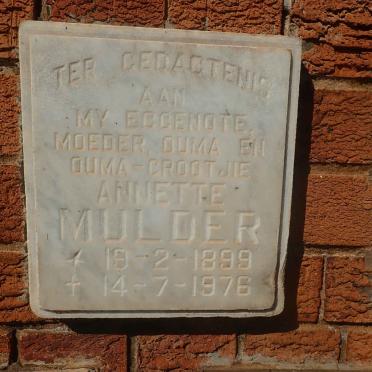 TER GEDAGTENIS
AAN
MY EGGENOTE,
MOEDER, OUMA EN
OUMA-GROOTJIE
ANNETTE
MULDER
★ 19-2-1899
✝ 14-7-1976